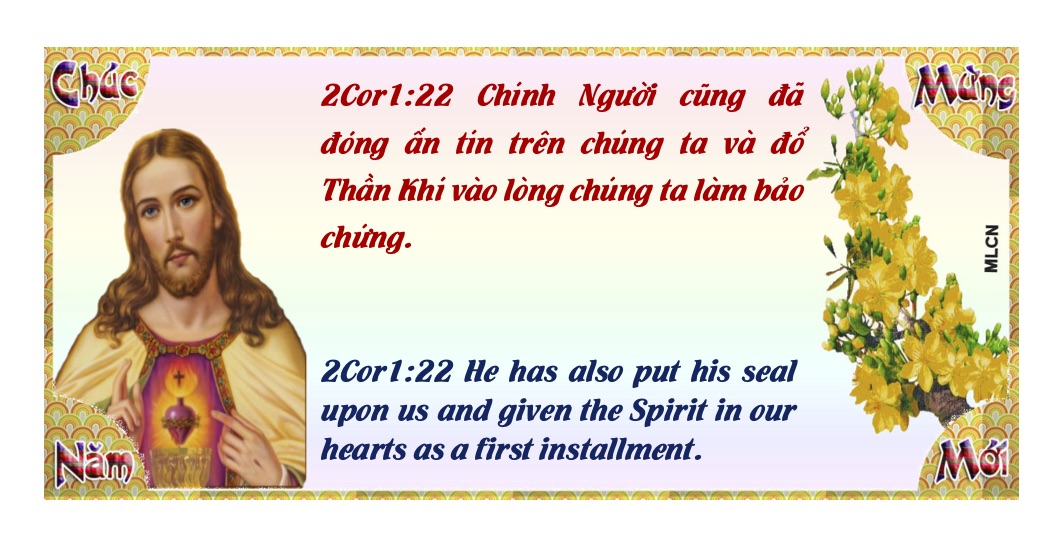 Chúc
Mừng
2Cor1:22 Chính Người cũng đã
đóng ấn tín trên chúng ta và đổ
Thần Khí vào lòng chúng ta làm bảo
chứng.
MLCN
2Cor1:22 He has also put his seal
upon us and given the Spirit in our
hearts as a first installment.
Năm
Mới